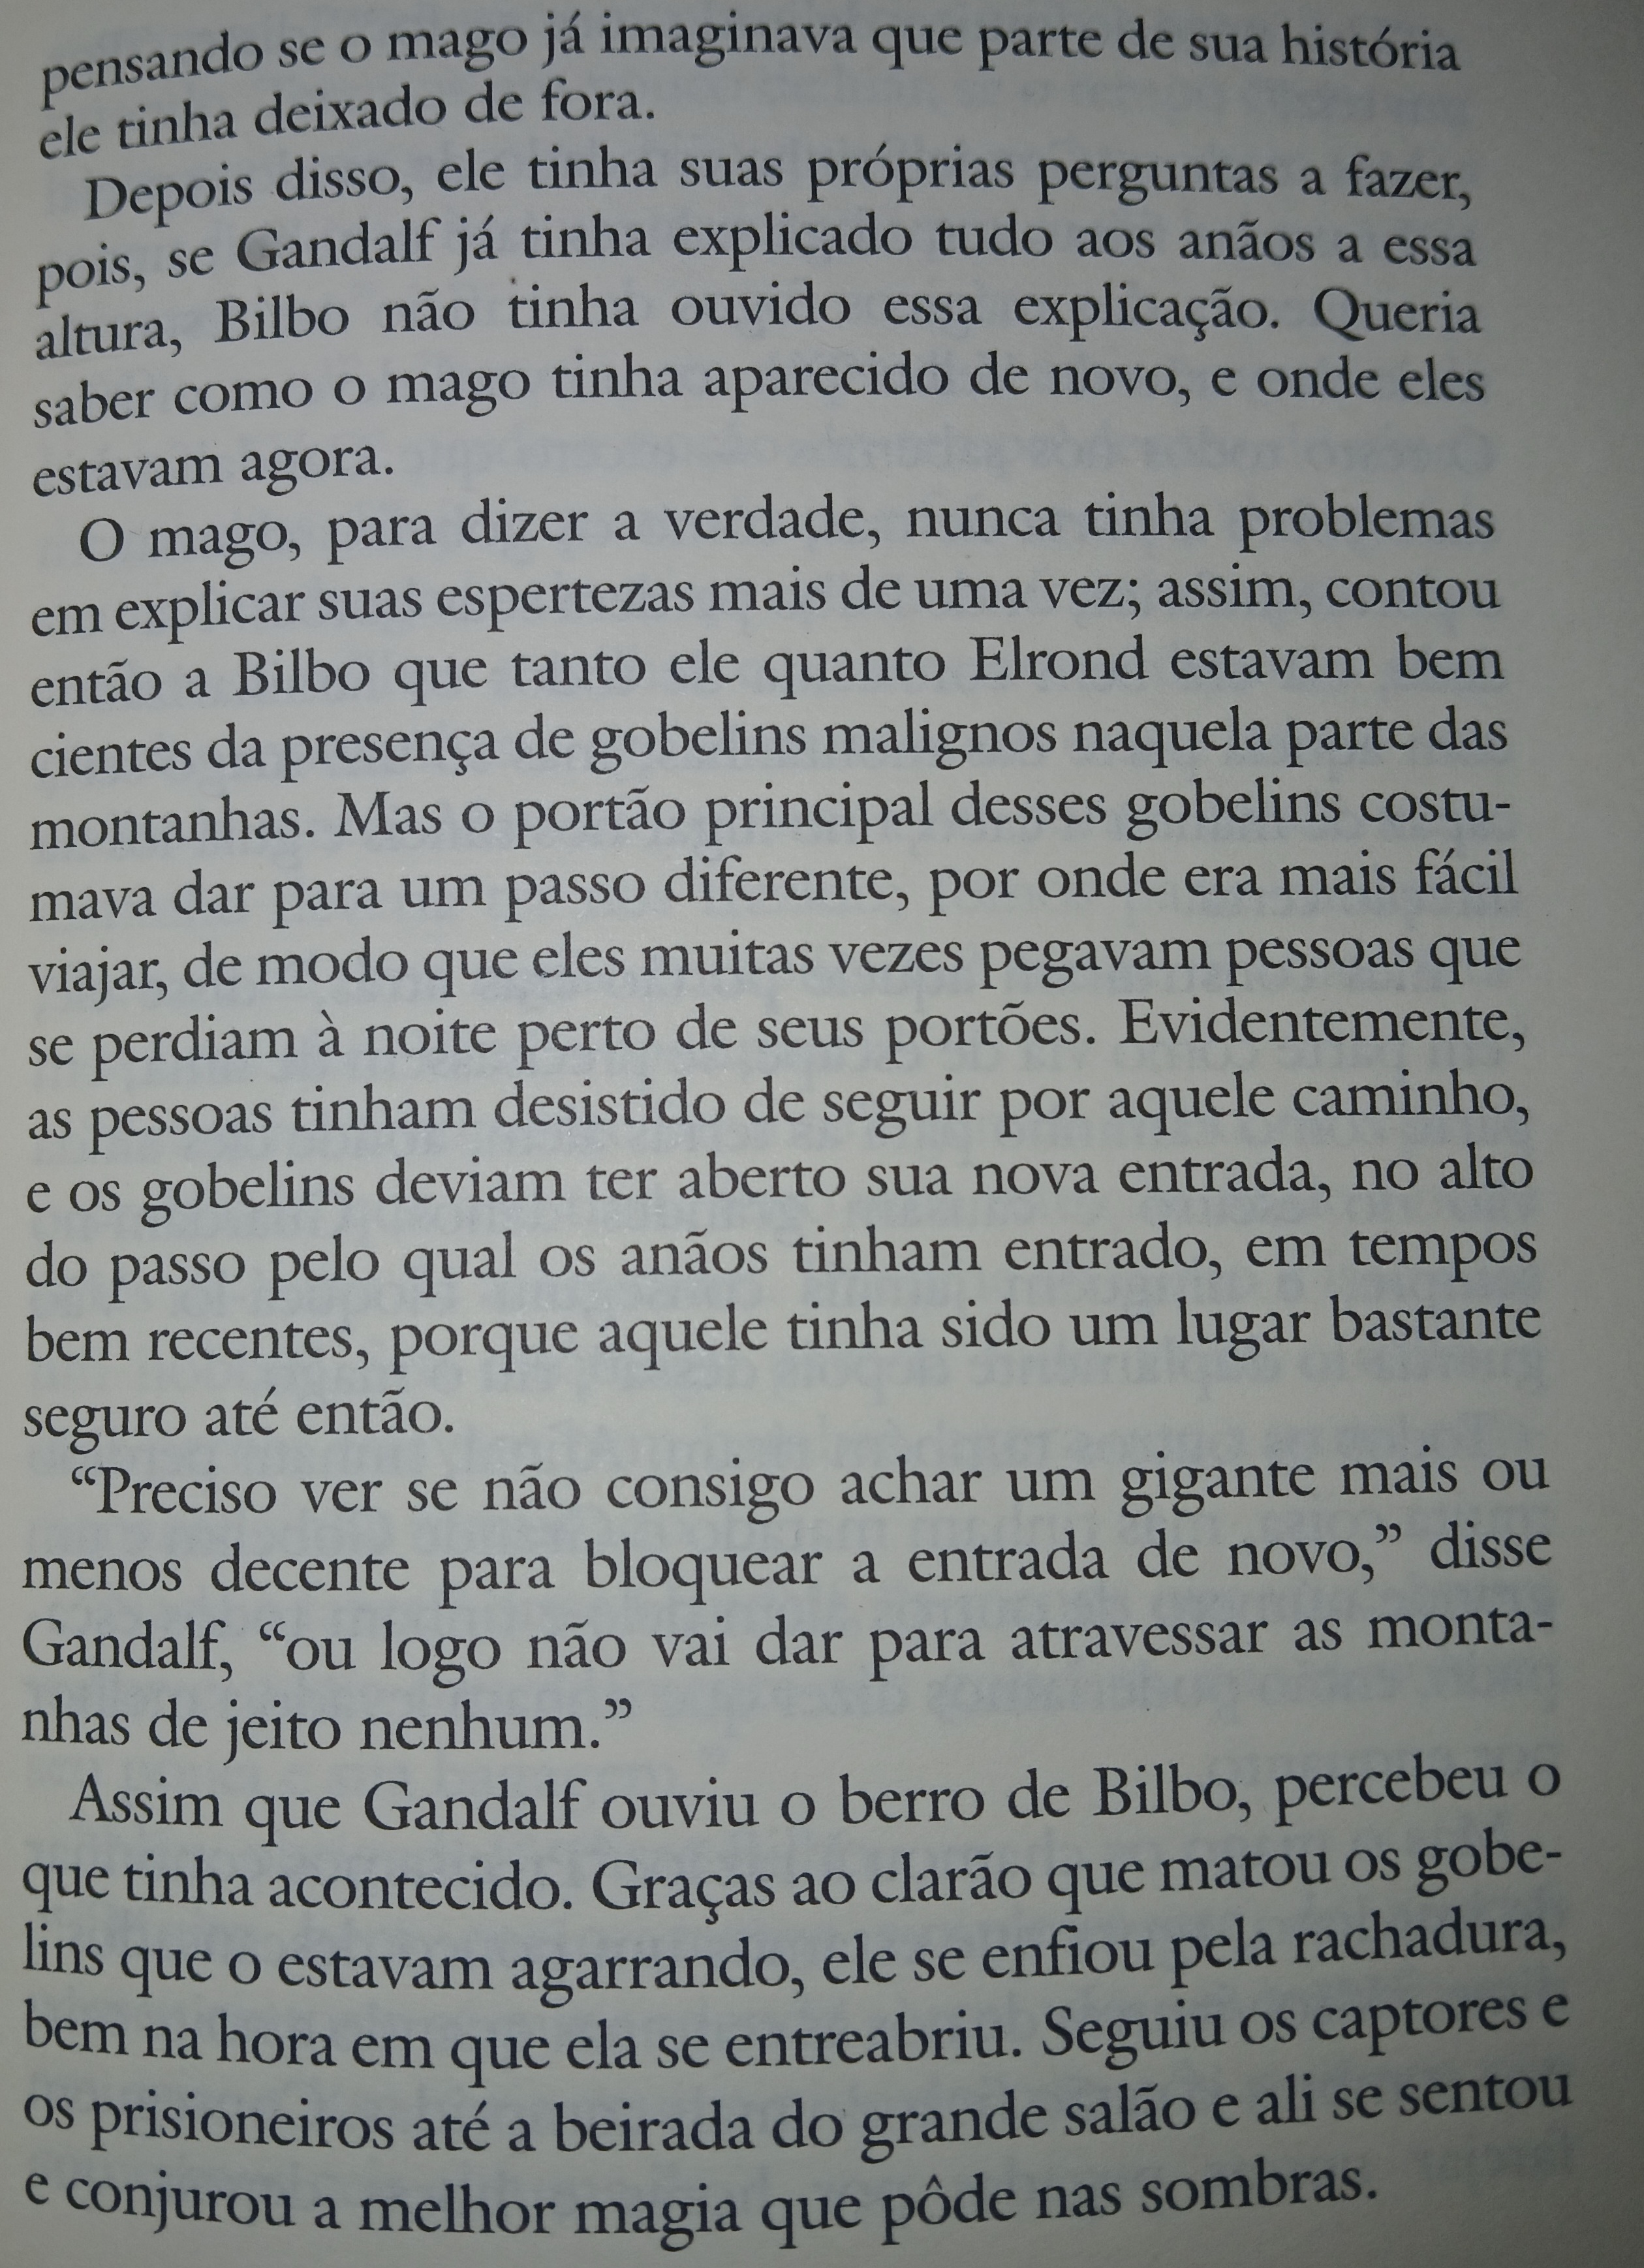 pensando se o mago já imaginava que parte de sua história
ele tinha deixado de fora.
Depois disso, ele tinha suas próprias perguntas a fazer,
pois, se Gandalf já tinha explicado tudo aos anãos a essa
altura, Bilbo não tinha ouvido essa explicação. Queria
saber como o mago tinha aparecido de novo, e onde eles
estavam agora.
O mago, para dizer a verdade, nunca tinha problemas
em explicar suas espertezas mais de uma vez; assim, contou
então a Bilbo que tanto ele quanto Elrond estavam bem
cientes da presença de gobelins malignos naquela parte das
montanhas. Mas o portão principal desses gobelins costu-
mava dar para um passo diferente, por onde era mais fácil
viajar, de modo que eles muitas vezes pegavam pessoas que
se perdiam à noite perto de seus portões. Evidentemente,
as pessoas tinham desistido de seguir por aquele caminho,
e os gobelins deviam ter aberto sua nova entrada, no alto
do passo pelo qual os anãos tinham entrado, em tempos
bem recentes, porque aquele tinha sido um lugar bastante
seguro até então.
“Preciso ver se não consigo achar um gigante mais ou
menos decente para bloquear a entrada de novo,” disse
Gandalf, “ou logo não vai dar para atravessar as monta-
nhas de jeito nenhum.”
Assim que Gandalf ouviu o berro de Bilbo, percebeu o
que tinha acontecido. Graças ao clarão que matou os gobe-
lins que o estavam agarrando, ele se enfiou pela rachadura,
bem na hora em que ela se entreabriu. Seguiu os captores e
os prisioneiros até a beirada do grande salão e ali se sentou
e conjurou a melhor magia que pôde nas sombras.